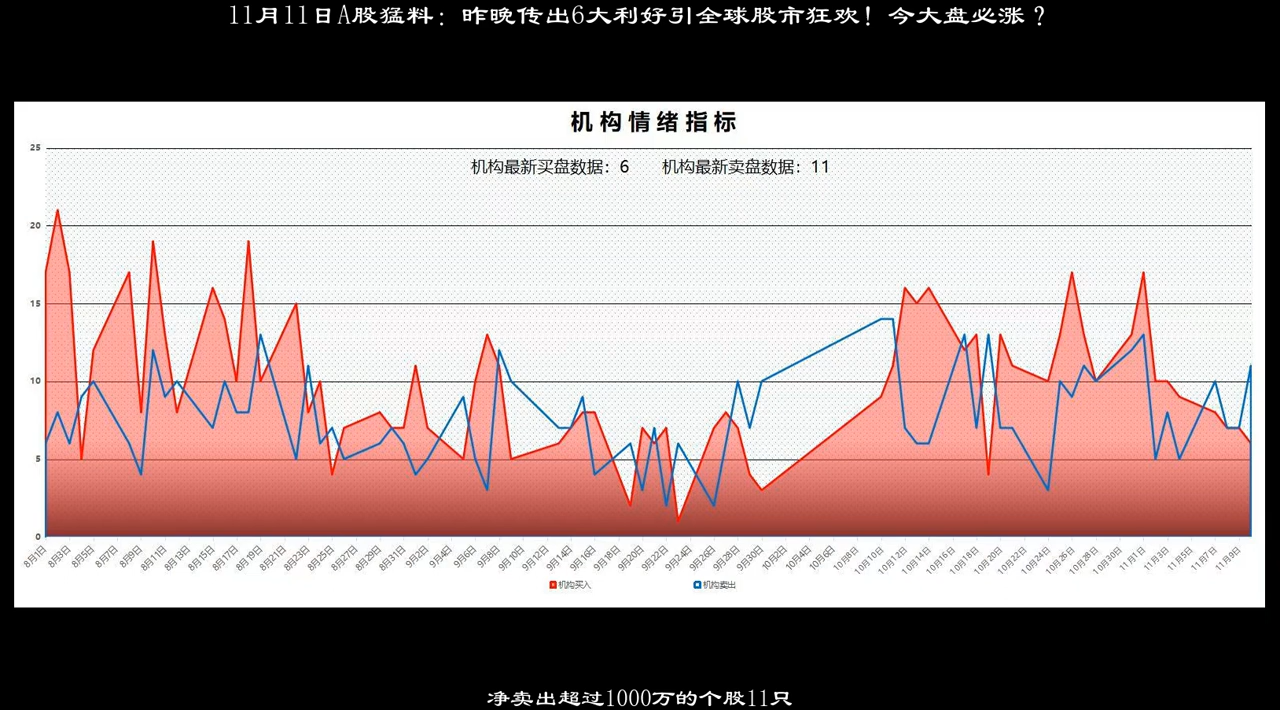 11月11日A股猛料：昨晚传出6大利好引全球股市狂欢！今大盘必涨？
机构情绪指标
机构最新买盘数据：6 机构最新卖盘数据：11
25
20
15
10
5
0
8月1日 8月3日 8月5日 8月7日 8月9日 8月11日 8月13日 8月15日 8月17日 8月19日 8月21日 8月23日 8月25日 8月27日 8月29日 8月31日 9月2日 9月4日 9月6日 9月8日 9月10日 9月12日 9月14日 9月16日 9月18日 9月20日 9月22日 9月24日 9月26日 9月28日 9月30日 10月2日 10月4日 10月6日 10月8日 10月10日 10月12日 10月14日 10月16日 10月18日 10月20日 10月22日 10月24日 10月26日 10月28日 10月30日 11月1日 11月3日 11月5日 11月7日 11月9日
机构买入 机构卖出
净卖出超过1000万的个股11只